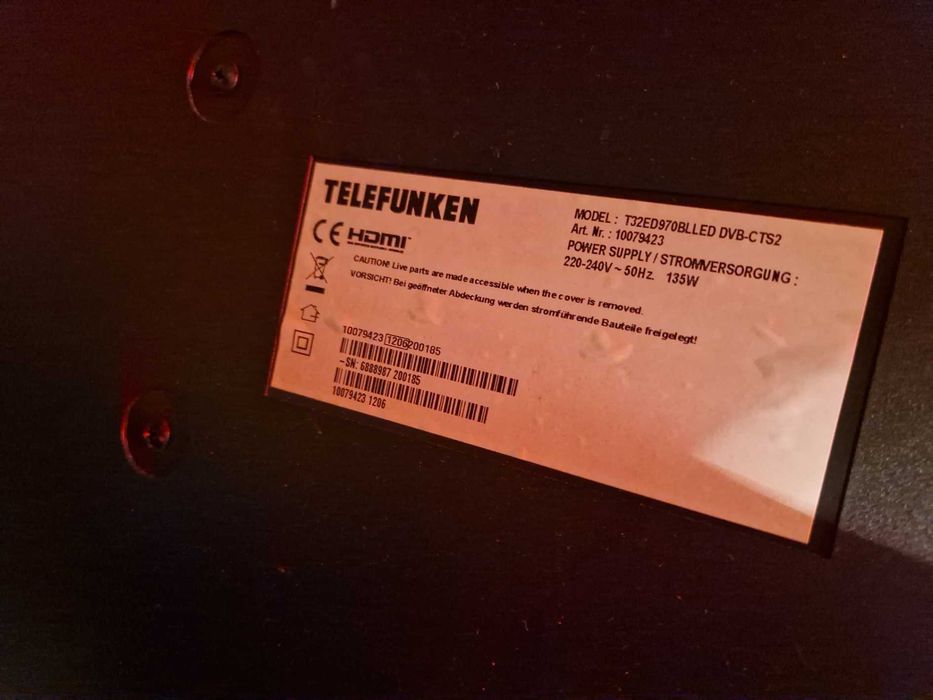 TELEFUNKEN
CE HDMI
MODEL : T32ED970BLLED DVB-CTS2
Art. Nr. : 10079423
POWER SUPPLY / STROMVERSORGUNG :
220-240V ~ 50Hz. 135W
CAUTION! Live parts are made accessible when the cover is removed.
VORSICHT! Bei geöffneter Abdeckung werden stromführende Bauteile freigelegt!
10079423 1206200185
-SN: 6888987 200185
10079423 1206